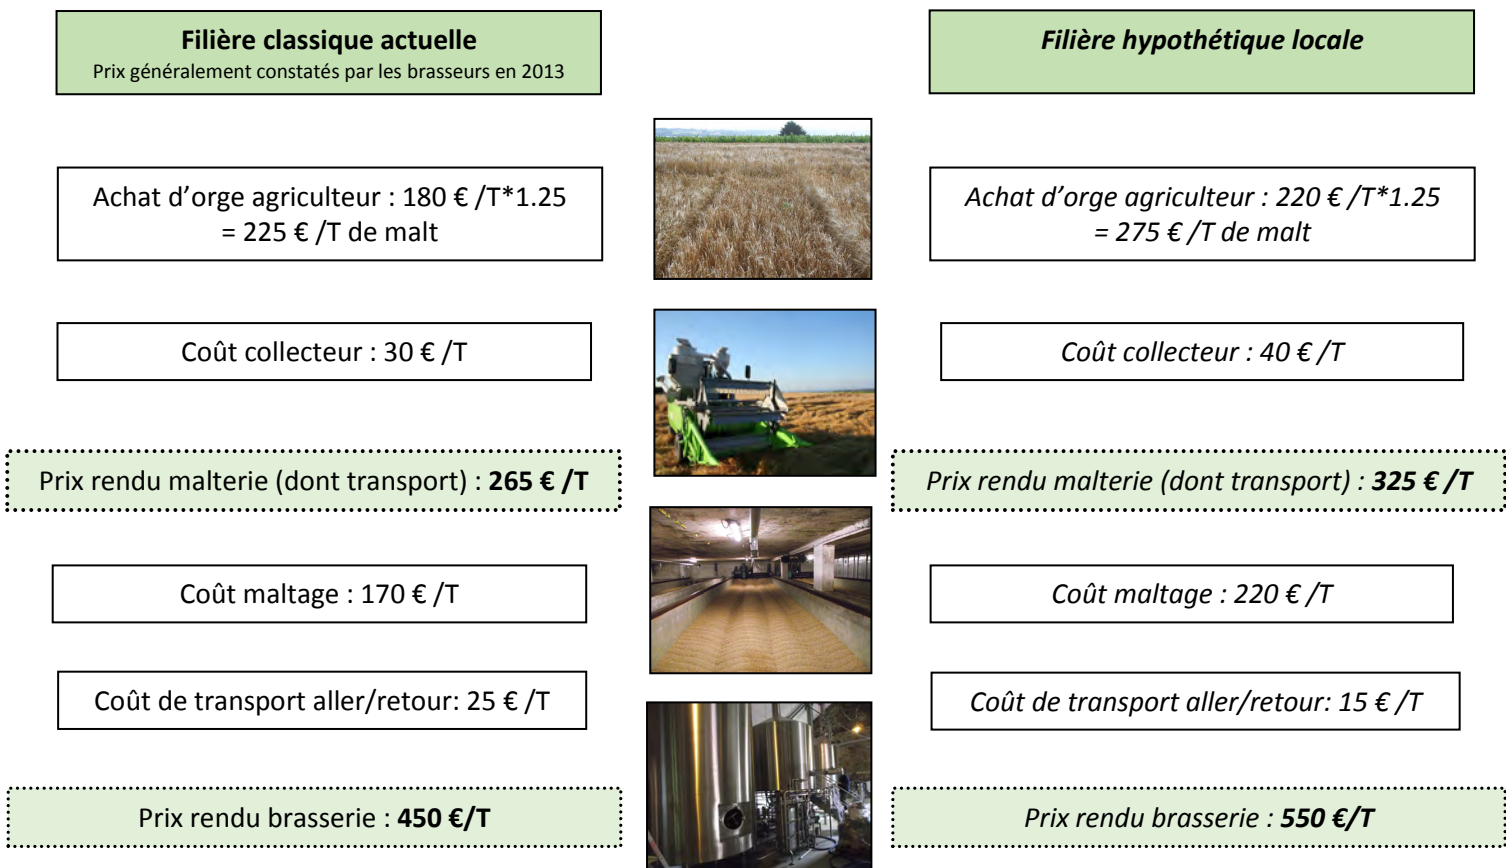 Filière classique actuelle
Prix généralement constatés par les brasseurs en 2013
Filière hypothétique locale
Achat d'orge agriculteur : 180 € /T*1.25
= 225 € /T de malt
Achat d'orge agriculteur : 220 € /T*1.25
= 275 € /T de malt
Coût collecteur : 30 € /T
Coût collecteur : 40 € /T
Prix rendu malterie (dont transport) : 265 € /T
Prix rendu malterie (dont transport) : 325 € /T
Coût maltage : 170 € /T
Coût maltage : 220 € /T
Coût de transport aller/retour: 25 € /T
Coût de transport aller/retour: 15 € /T
Prix rendu brasserie : 450 €/T
Prix rendu brasserie : 550 €/T